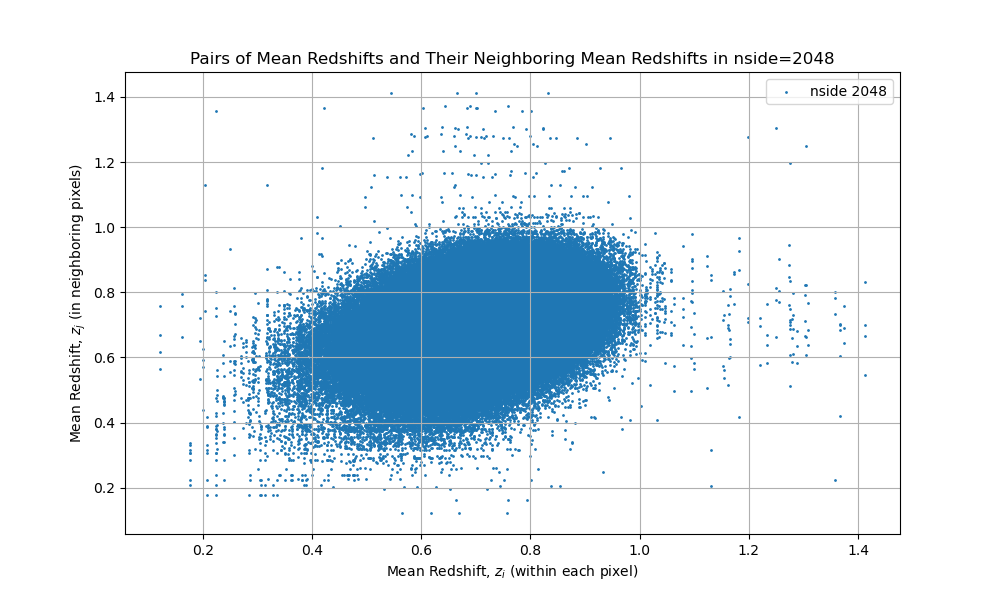 Pairs of Mean Redshifts and Their Neighboring Mean Redshifts in nside=2048
nside 2048
Mean Redshift, z_j (in neighboring pixels)
1.4
1.2
1.0
0.8
0.6
0.4
0.2
0.2 0.4 0.6 0.8 1.0 1.2 1.4
Mean Redshift, z_i (within each pixel)